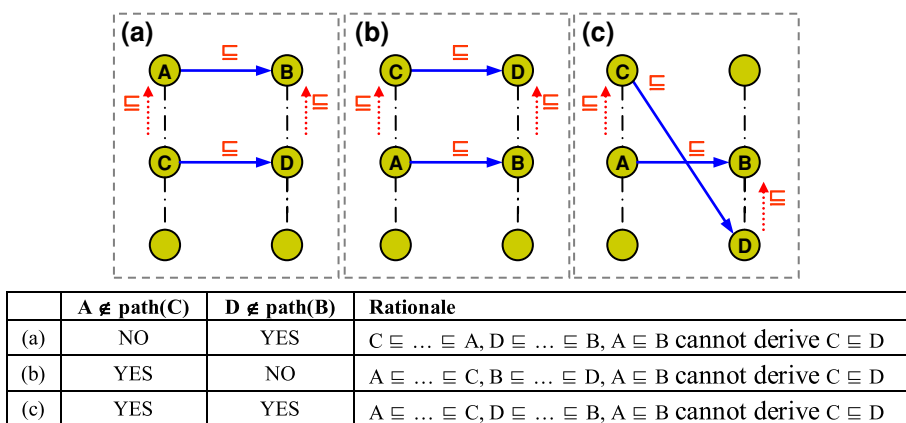 (a) (b) (c)
A ⊑ B C ⊑ D C ⊑
⊑ ⊑ ⊑ ⊑ ⊑
C ⊑ D A ⊑ B A ⊑ B
⊑
D
A ∉ path(C) D ∉ path(B) Rationale
(a) NO YES C ⊑ ... ⊑ A, D ⊑ ... ⊑ B, A ⊑ B cannot derive C ⊑ D
(b) YES NO A ⊑ ... ⊑ C, B ⊑ ... ⊑ D, A ⊑ B cannot derive C ⊑ D
(c) YES YES A ⊑ ... ⊑ C, D ⊑ ... ⊑ B, A ⊑ B cannot derive C ⊑ D